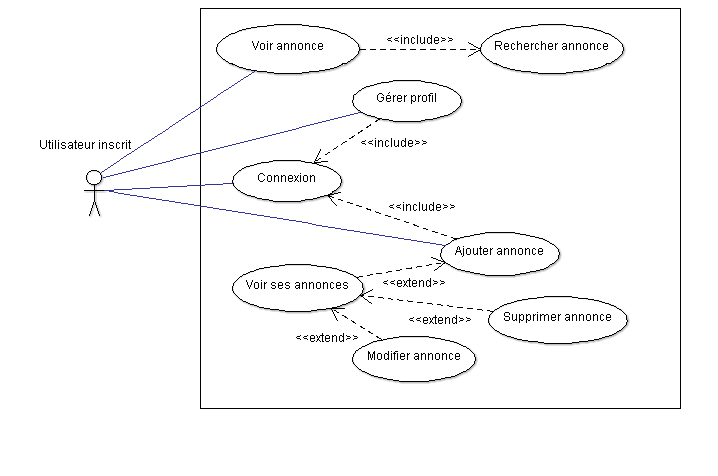 <<include>>
Voir annonce
Rechercher annonce
Gérer profil
Utilisateur inscrit
<<include>>
Connexion
<<include>>
Ajouter annonce
Voir ses annonces
<<extend>>
Supprimer annonce
<<extend>>
<<extend>>
Modifier annonce